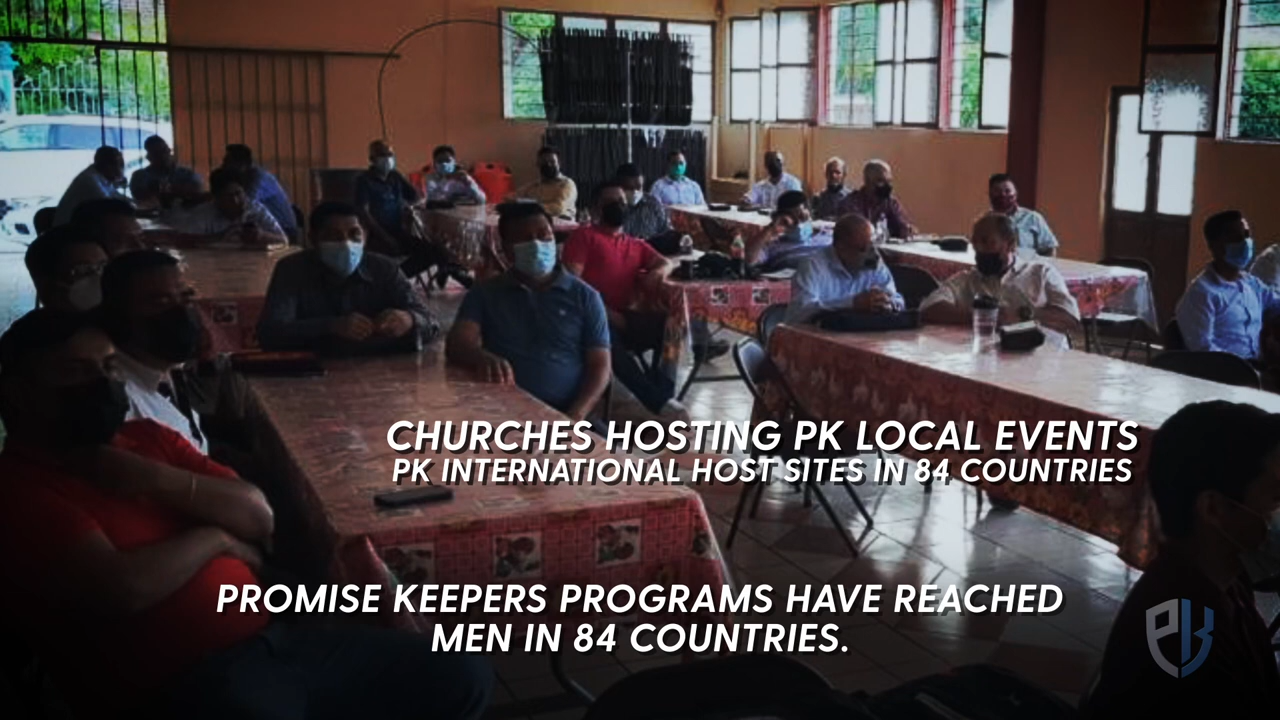 CHURCHES HOSTING PK LOCAL EVENTS
PK INTERNATIONAL HOST SITES IN 84 COUNTRIES
PROMISE KEEPERS PROGRAMS HAVE REACHED
MEN IN 84 COUNTRIES.
PK